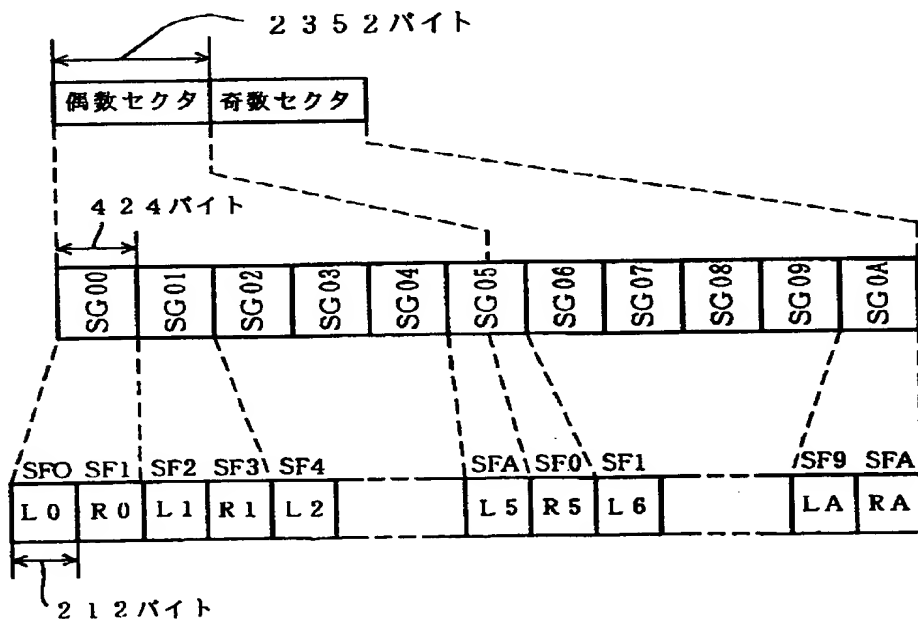 2352バイト
偶数セクタ 奇数セクタ
424バイト
SG00 SG01 SG02 SG03 SG04 SG05 SG06 SG07 SG08 SG09 SG0A
SF0 SF1 SF2 SF3 SF4 SFA SF0 SF1 SF9 SFA
L0 R0 L1 R1 L2 L5 R5 L6 LA RA
212バイト